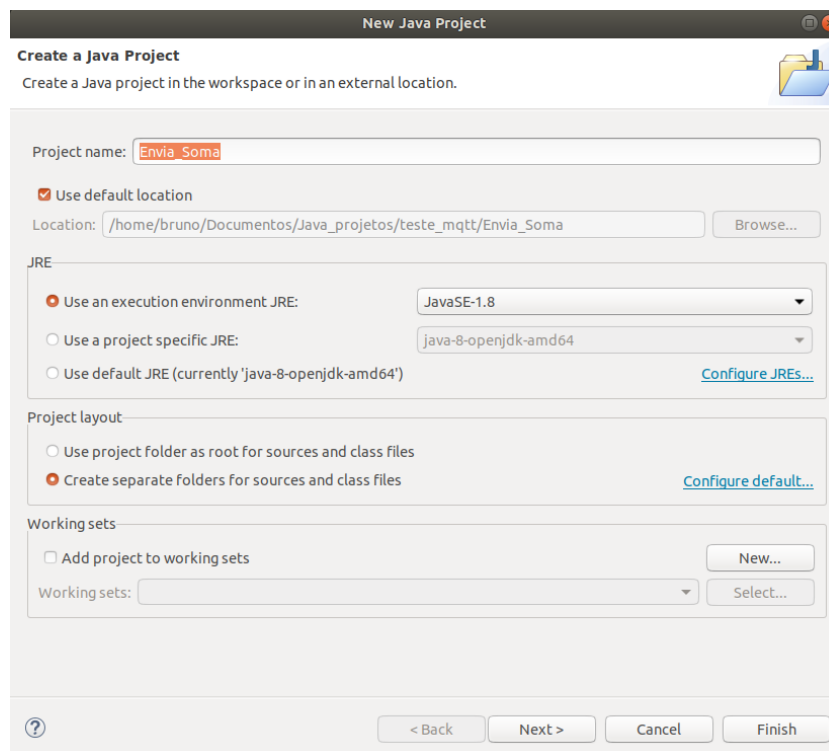 New Java Project
Create a Java Project
Create a Java project in the workspace or in an external location.
Project name: Envia_Soma
Use default location
Location: /home/bruno/Documentos/Java_projetos/teste_mqtt/Envia_Soma Browse...
JRE
Use an execution environment JRE: JavaSE-1.8
Use a project specific JRE: java-8-openjdk-amd64
Use default JRE (currently 'java-8-openjdk-amd64') Configure JREs...
Project layout
Use project folder as root for sources and class files
Create separate folders for sources and class files Configure default...
Working sets
Add project to working sets New...
Working sets: Select...
? < Back Next > Cancel Finish